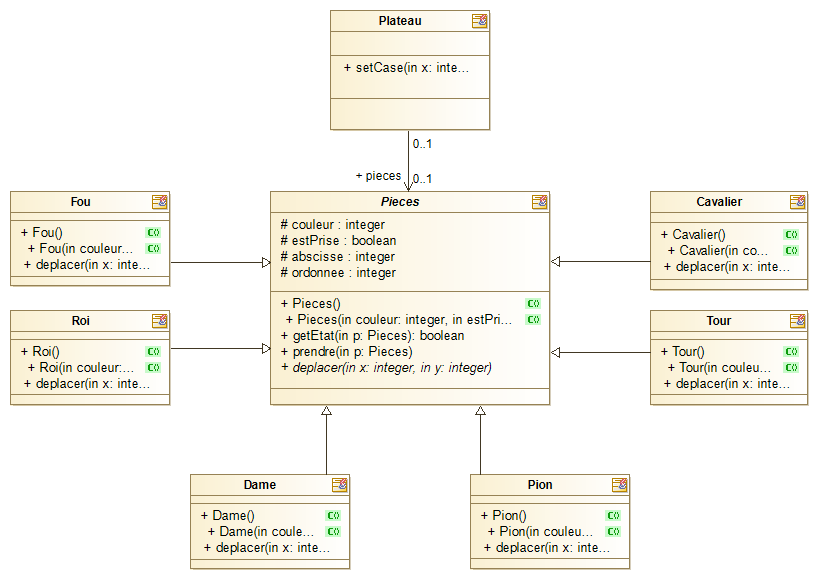 Plateau
+ setCase(in x: inte...
0..1
+ pieces
0..1
Fou
+ Fou()
+ Fou(in couleur...
+ deplacer(in x: inte...
Pieces
# couleur : integer
# estPrise : boolean
# abscisse : integer
# ordonnee : integer
+ Pieces()
+ Pieces(in couleur: integer, in estPri...
+ getEtat(in p: Pieces): boolean
+ prendre(in p: Pieces)
+ deplacer(in x: integer, in y: integer)
Cavalier
+ Cavalier()
+ Cavalier(in co...
+ deplacer(in x: inte...
Roi
+ Roi()
+ Roi(in couleur:...
+ deplacer(in x: inte...
Tour
+ Tour()
+ Tour(in couleu...
+ deplacer(in x: inte...
Dame
+ Dame()
+ Dame(in coule...
+ deplacer(in x: inte...
Pion
+ Pion()
+ Pion(in couleu...
+ deplacer(in x: inte...